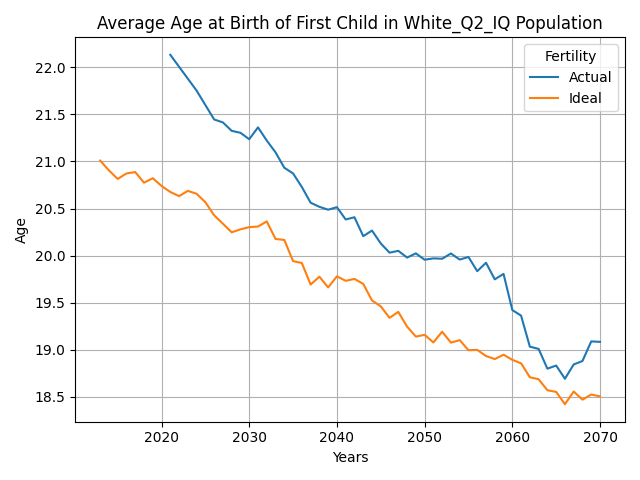 Average Age at Birth of First Child in White_Q2_IQ Population
Fertility
Actual
Ideal
Age
22.0
21.5
21.0
20.5
20.0
19.5
19.0
18.5
2020 2030 2040 2050 2060 2070
Years